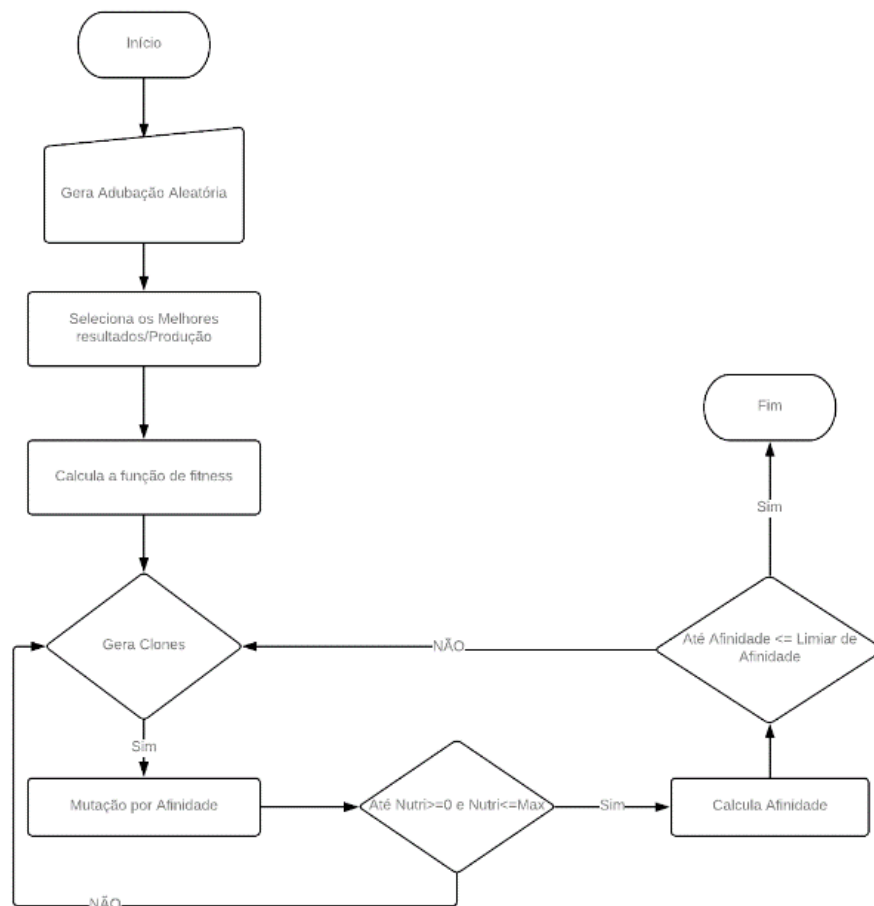 Início
Gera Adubação Aleatória
Seleciona os Melhores
resultados/Produção
Calcula a função de fitness
Gera Clones
Sim
Mutação por Afinidade
Até Nutri>=0 e Nutri<=Max
NÃO
Sim
Calcula Afinidade
Até Afinidade <= Limiar de
Afinidade
NÃO
Sim
Fim